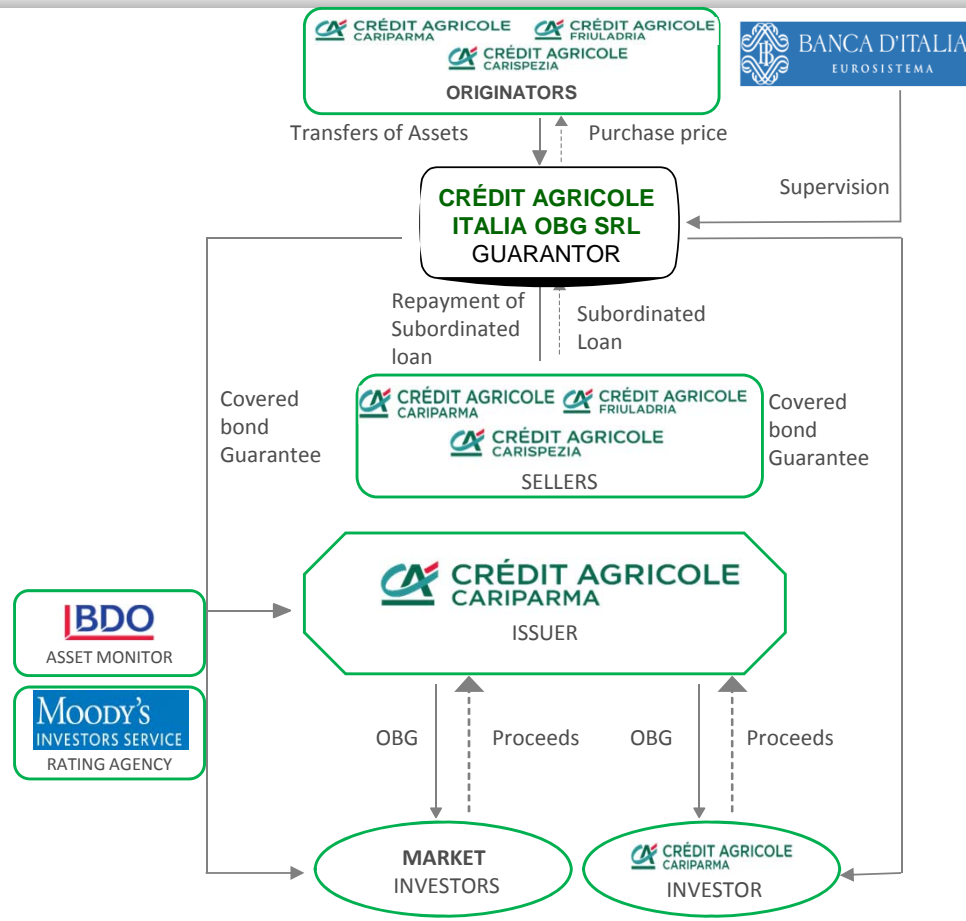 CRÉDIT AGRICOLE
CARIPARMA
CRÉDIT AGRICOLE
FRIULADRIA
CRÉDIT AGRICOLE
CARISPEZIA
ORIGINATORS
BANCA D'ITALIA
EUROSISTEMA
Transfers of Assets
Purchase price
Supervision
CRÉDIT AGRICOLE
ITALIA OBG SRL
GUARANTOR
Repayment of
Subordinated
loan
Subordinated
Loan
Covered
bond
Guarantee
CRÉDIT AGRICOLE
CARIPARMA
CRÉDIT AGRICOLE
FRIULADRIA
CRÉDIT AGRICOLE
CARISPEZIA
SELLERS
Covered
bond
Guarantee
CRÉDIT AGRICOLE
CARIPARMA
ISSUER
BDO
ASSET MONITOR
MOODY'S
INVESTORS SERVICE
RATING AGENCY
OBG
Proceeds
OBG
Proceeds
MARKET
INVESTORS
CRÉDIT AGRICOLE
CARIPARMA
INVESTOR